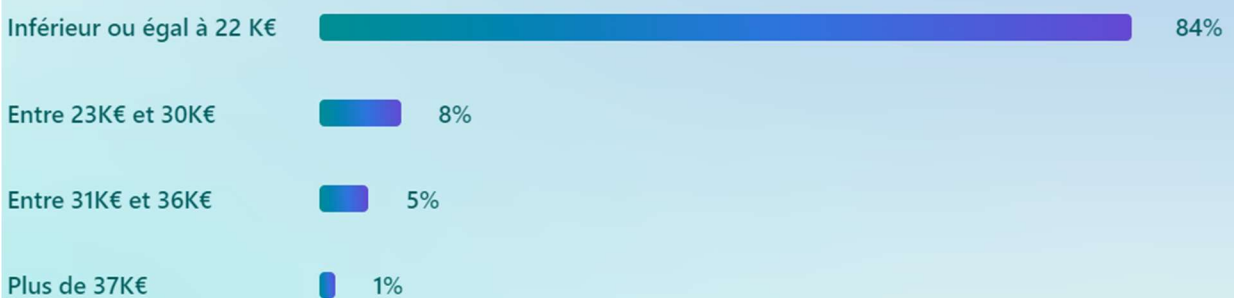 Inférieur ou égal à 22 K€ 84%
Entre 23K€ et 30K€ 8%
Entre 31K€ et 36K€ 5%
Plus de 37K€ 1%